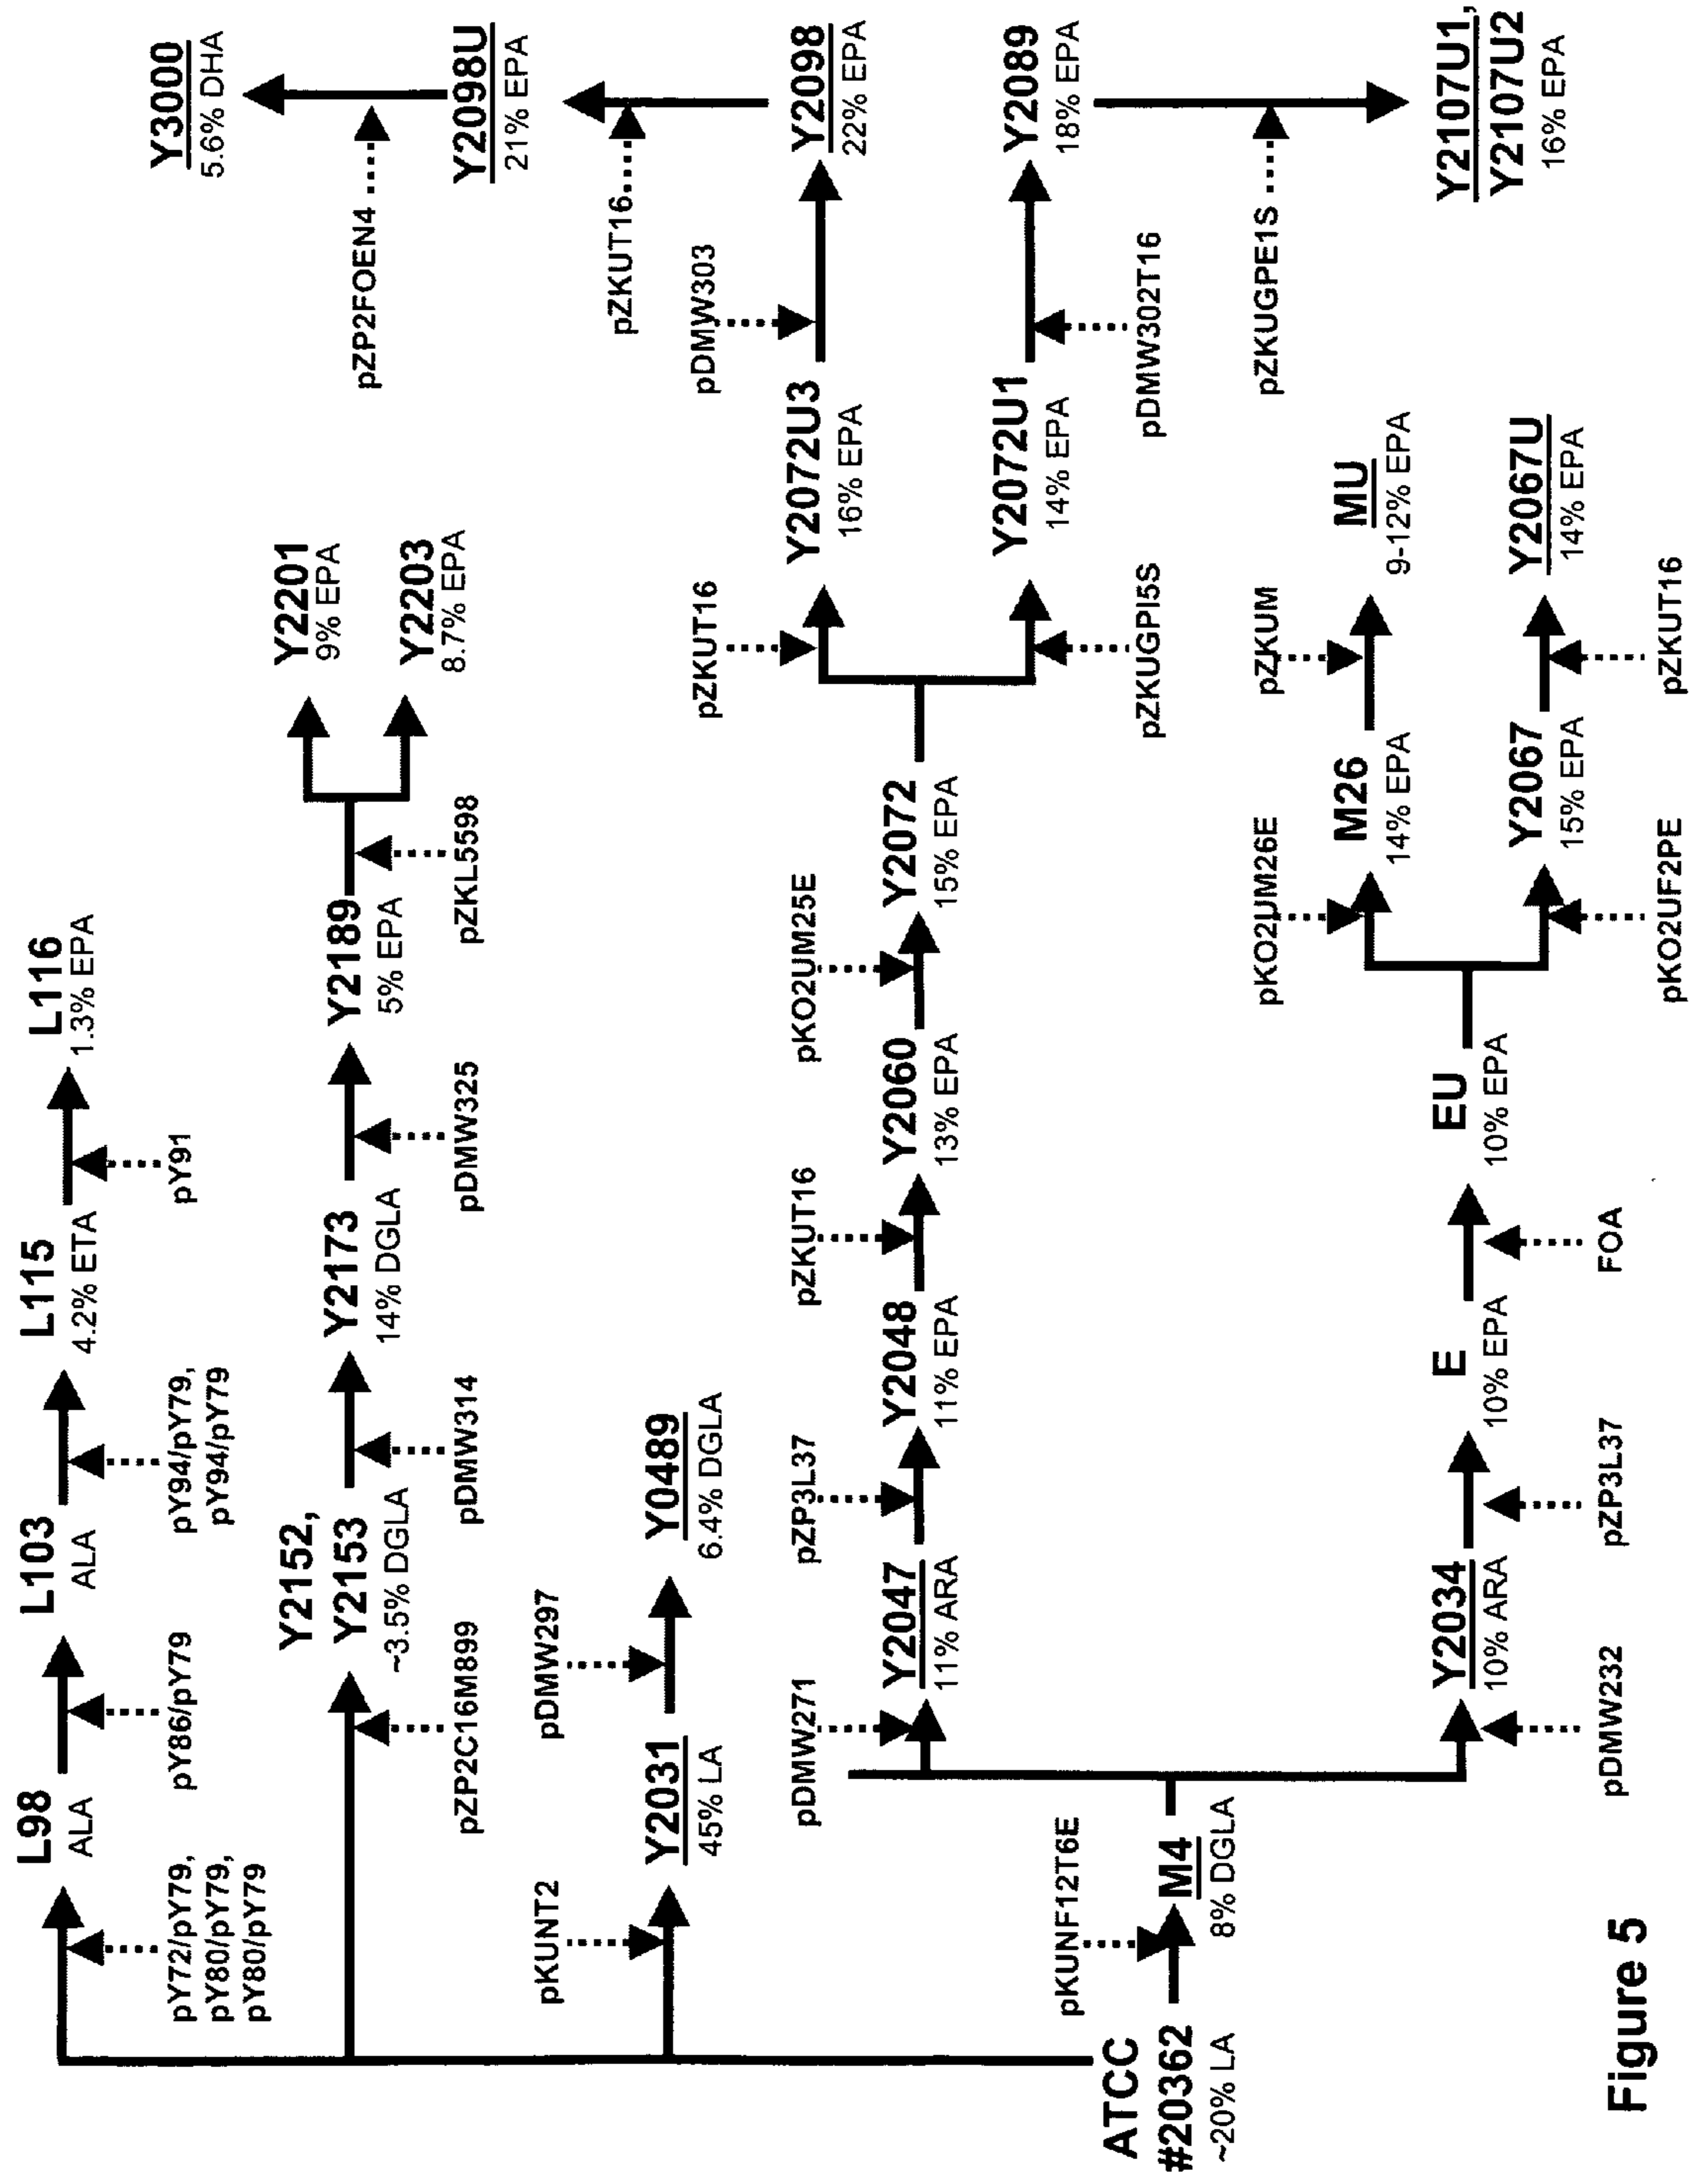 L98
ALA
pY72/pY79,
pY80/pY79,
pY80/pY79
L103
ALA
pY86/pY79
L115
4.2% ETA
pY94/pY79,
pY94/pY79
L116
1.3% EPA
pY91
Y2152,
Y2153
~3.5% DGLA
pZP2C16M899
Y2173
14% DGLA
pDMW314
Y2189
5% EPA
pDMW325
pZKL5598
Y2201
9% EPA
Y2203
8.7% EPA
Y3000
5.6% DHA
pZP2FOEN4
Y2098U
21% EPA
pZKUT16
pKUNT2
Y2031
45% LA
pDMW297
Y0489
6.4% DGLA
pDMW271
Y2047
11% ARA
pZP3L37
Y2048
11% EPA
pZKUT16
Y2060
13% EPA
pKO2UM25E
Y2072
15% EPA
pZKUT16
Y2072U3
16% EPA
pDMW303
Y2098
22% EPA
pZKUGPI5S
Y2072U1
14% EPA
pDMW302T16
Y2089
18% EPA
pZKUGPE1S
Y2107U1,
Y2107U2
16% EPA
ATCC
#20362
~20% LA
pKUNF12T6E
M4
8% DGLA
pDMW232
Y2034
10% ARA
pZP3L37
E
10% EPA
FOA
EU
10% EPA
pKO2UM26E
M26
14% EPA
pZKUM
MU
9-12% EPA
pKO2UF2PE
Y2067
15% EPA
pZKUT16
Y2067U
14% EPA
Figure 5